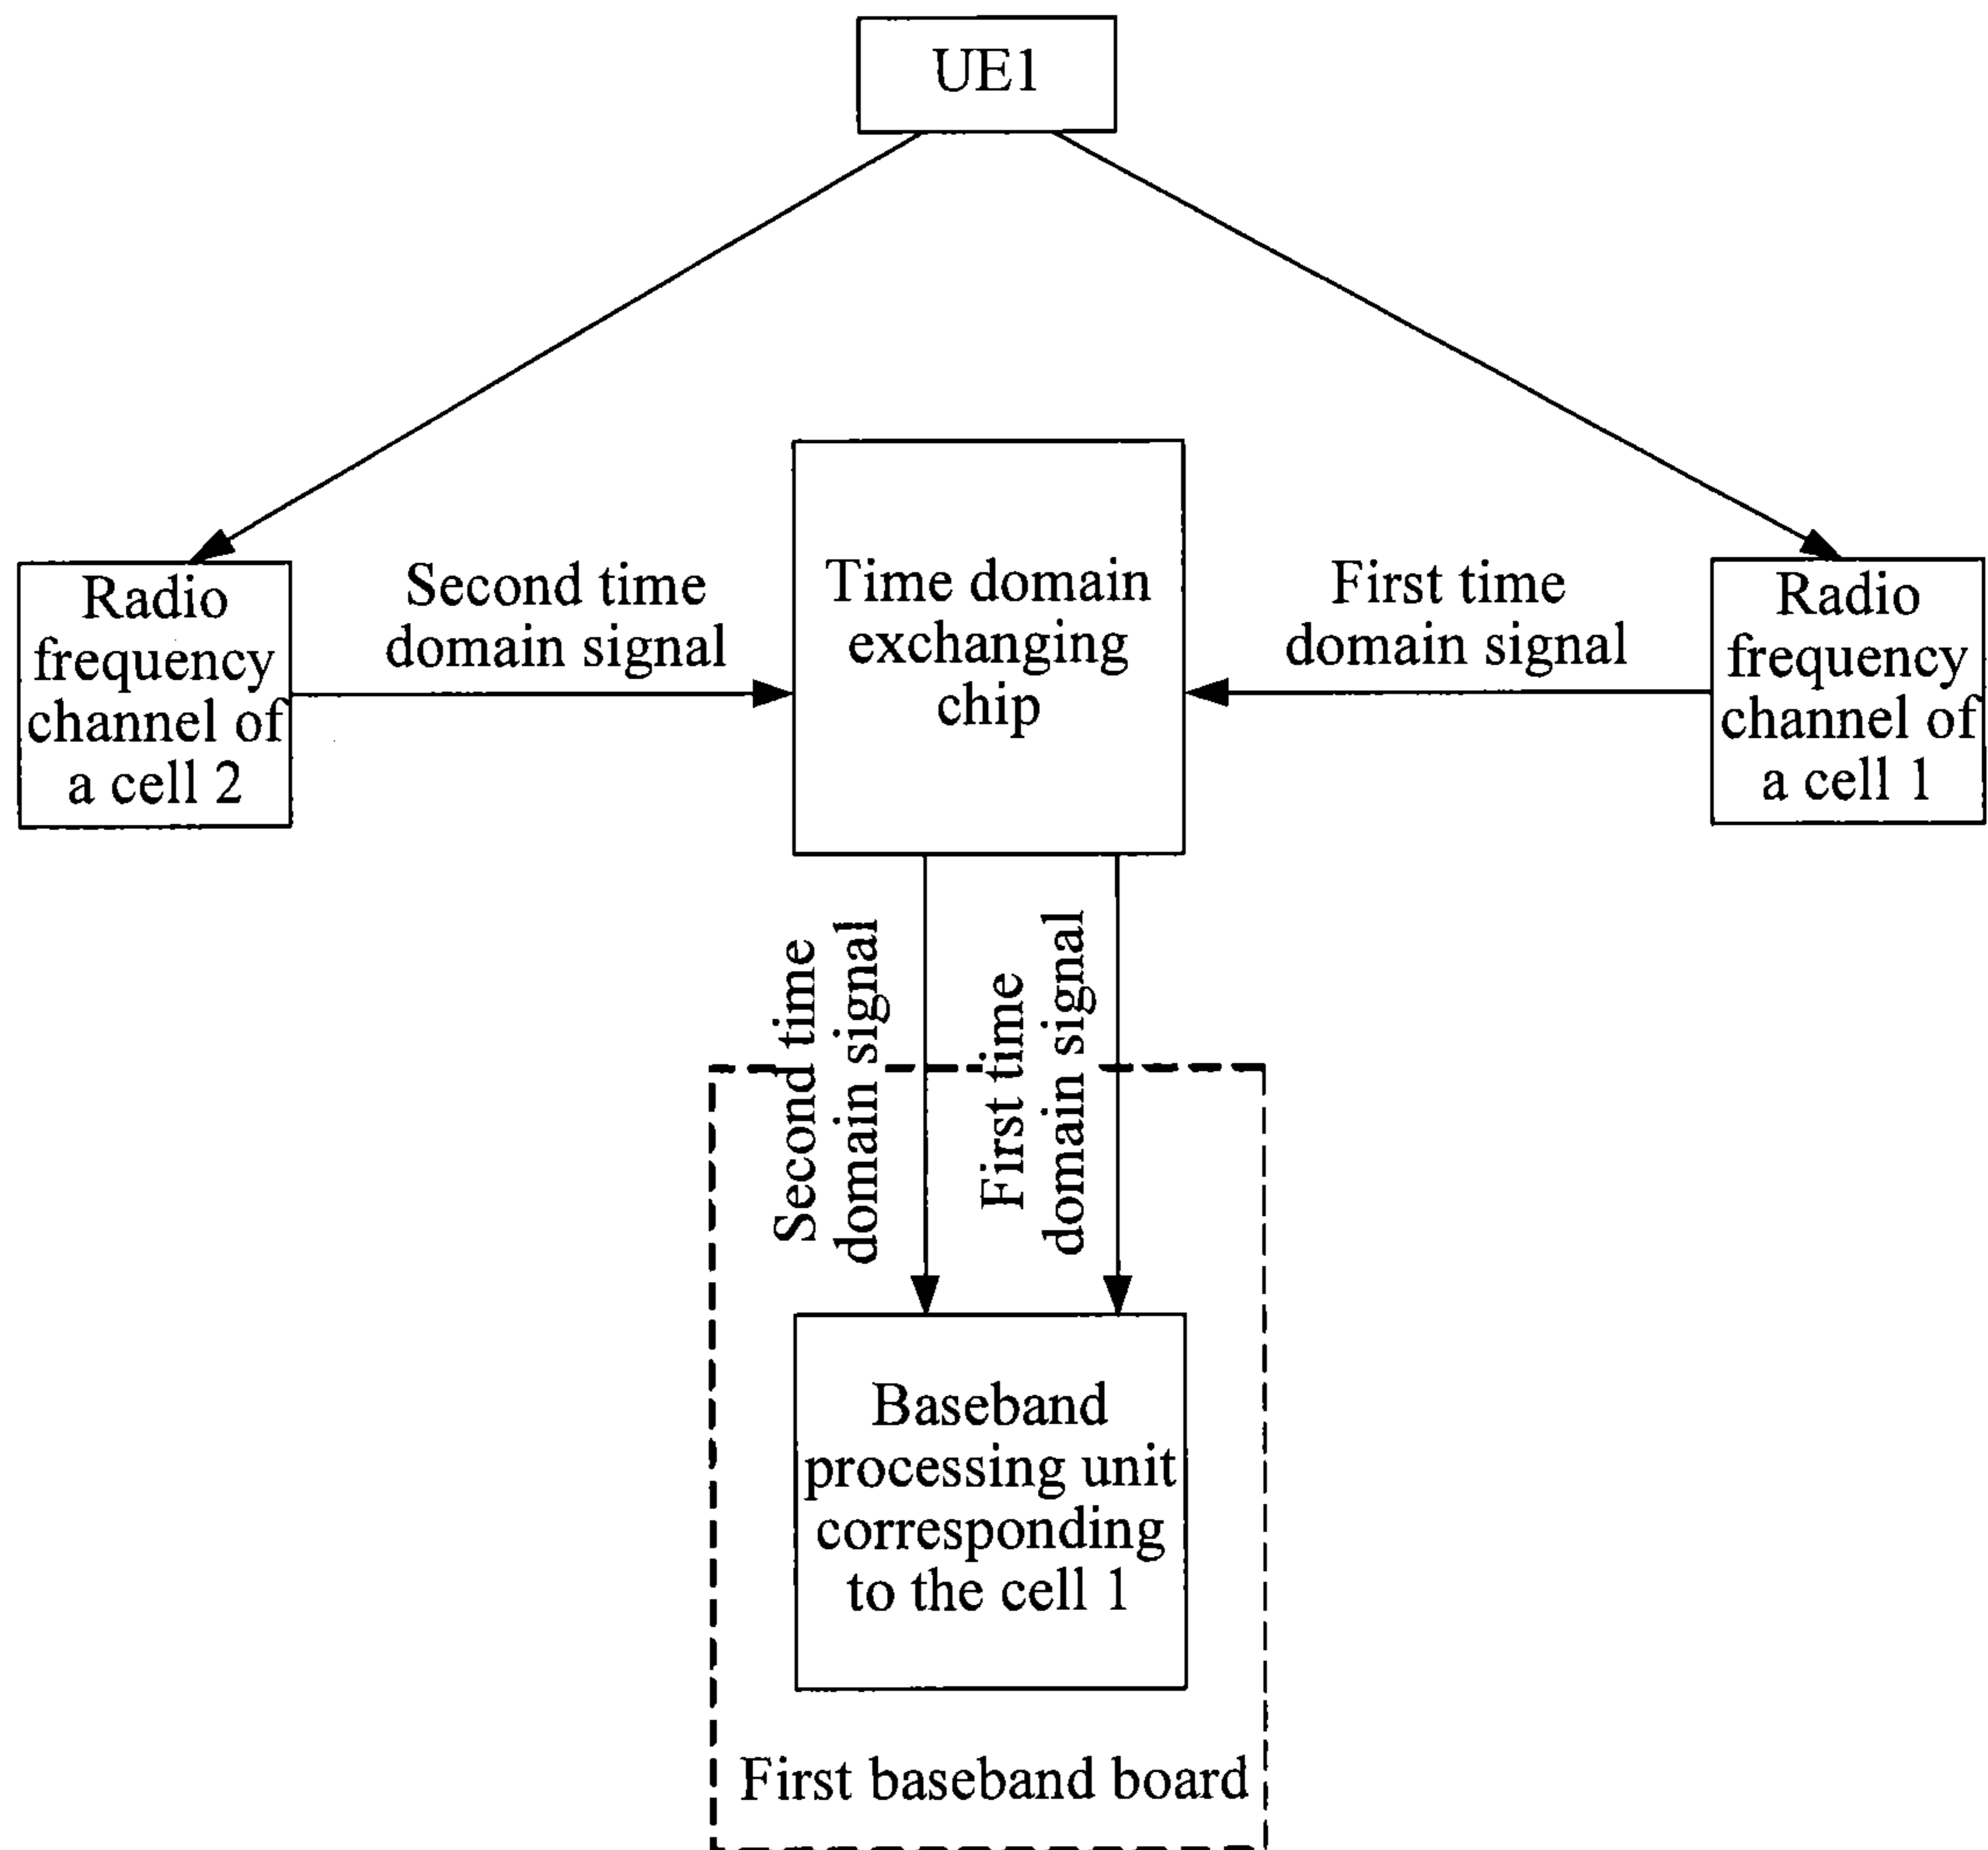 UE1
Radio
frequency
channel of
a cell 2
Second time
domain signal
Time domain
exchanging
chip
First time
domain signal
Radio
frequency
channel of
a cell 1
Second time
domain signal
First time
domain signal
Baseband
processing unit
corresponding
to the cell 1
First baseband board